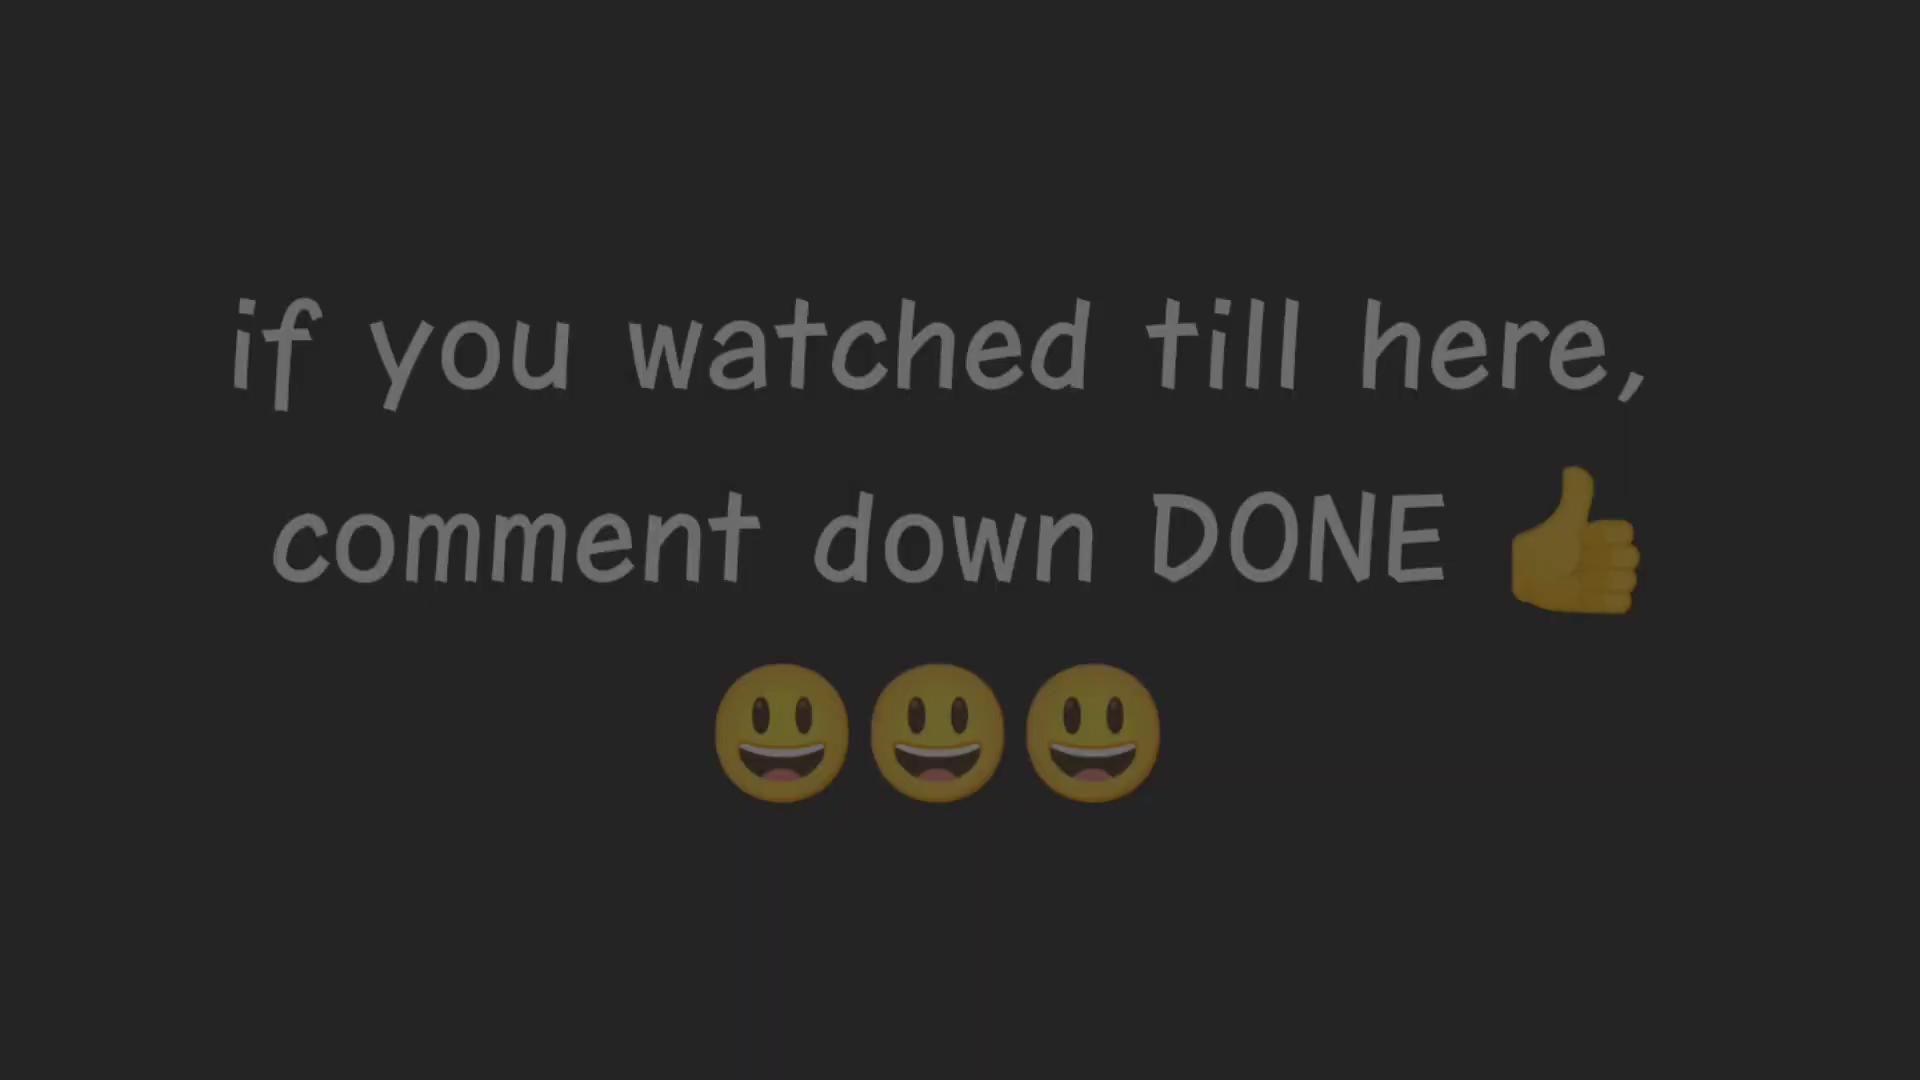 if you watched till here,
comment down DONE 👍
😃😃😃